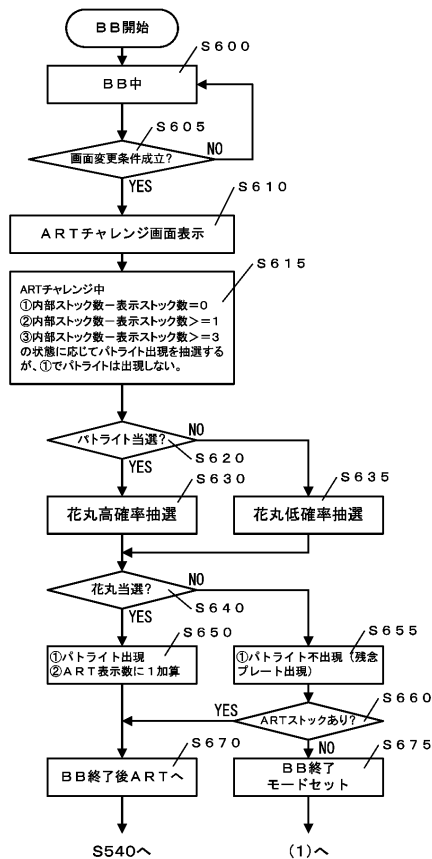 ＢＢ開始
Ｓ６００
ＢＢ中
Ｓ６０５
画面変更条件成立？
NO
YES
Ｓ６１０
ＡＲＴチャレンジ画面表示
Ｓ６１５
ARTチャレンジ中
①内部ストック数－表示ストック数＝０
②内部ストック数－表示ストック数＞＝１
③内部ストック数－表示ストック数＞＝３
の状態に応じてパトライト出現を抽選する
が、①でパトライトは出現しない。
パトライト当選？
NO
Ｓ６２０
YES
Ｓ６３０
Ｓ６３５
花丸高確率抽選
花丸低確率抽選
花丸当選？
NO
Ｓ６４０
YES
Ｓ６５０
Ｓ６５５
①パトライト出現
②ＡＲＴ表示数に１加算
①パトライト不出現（残念
プレート出現）
Ｓ６６０
YES
ARTストックあり？
Ｓ６７０
NO
Ｓ６７５
ＢＢ終了後ＡＲＴへ
ＢＢ終了
モードセット
S540へ
（1）へ